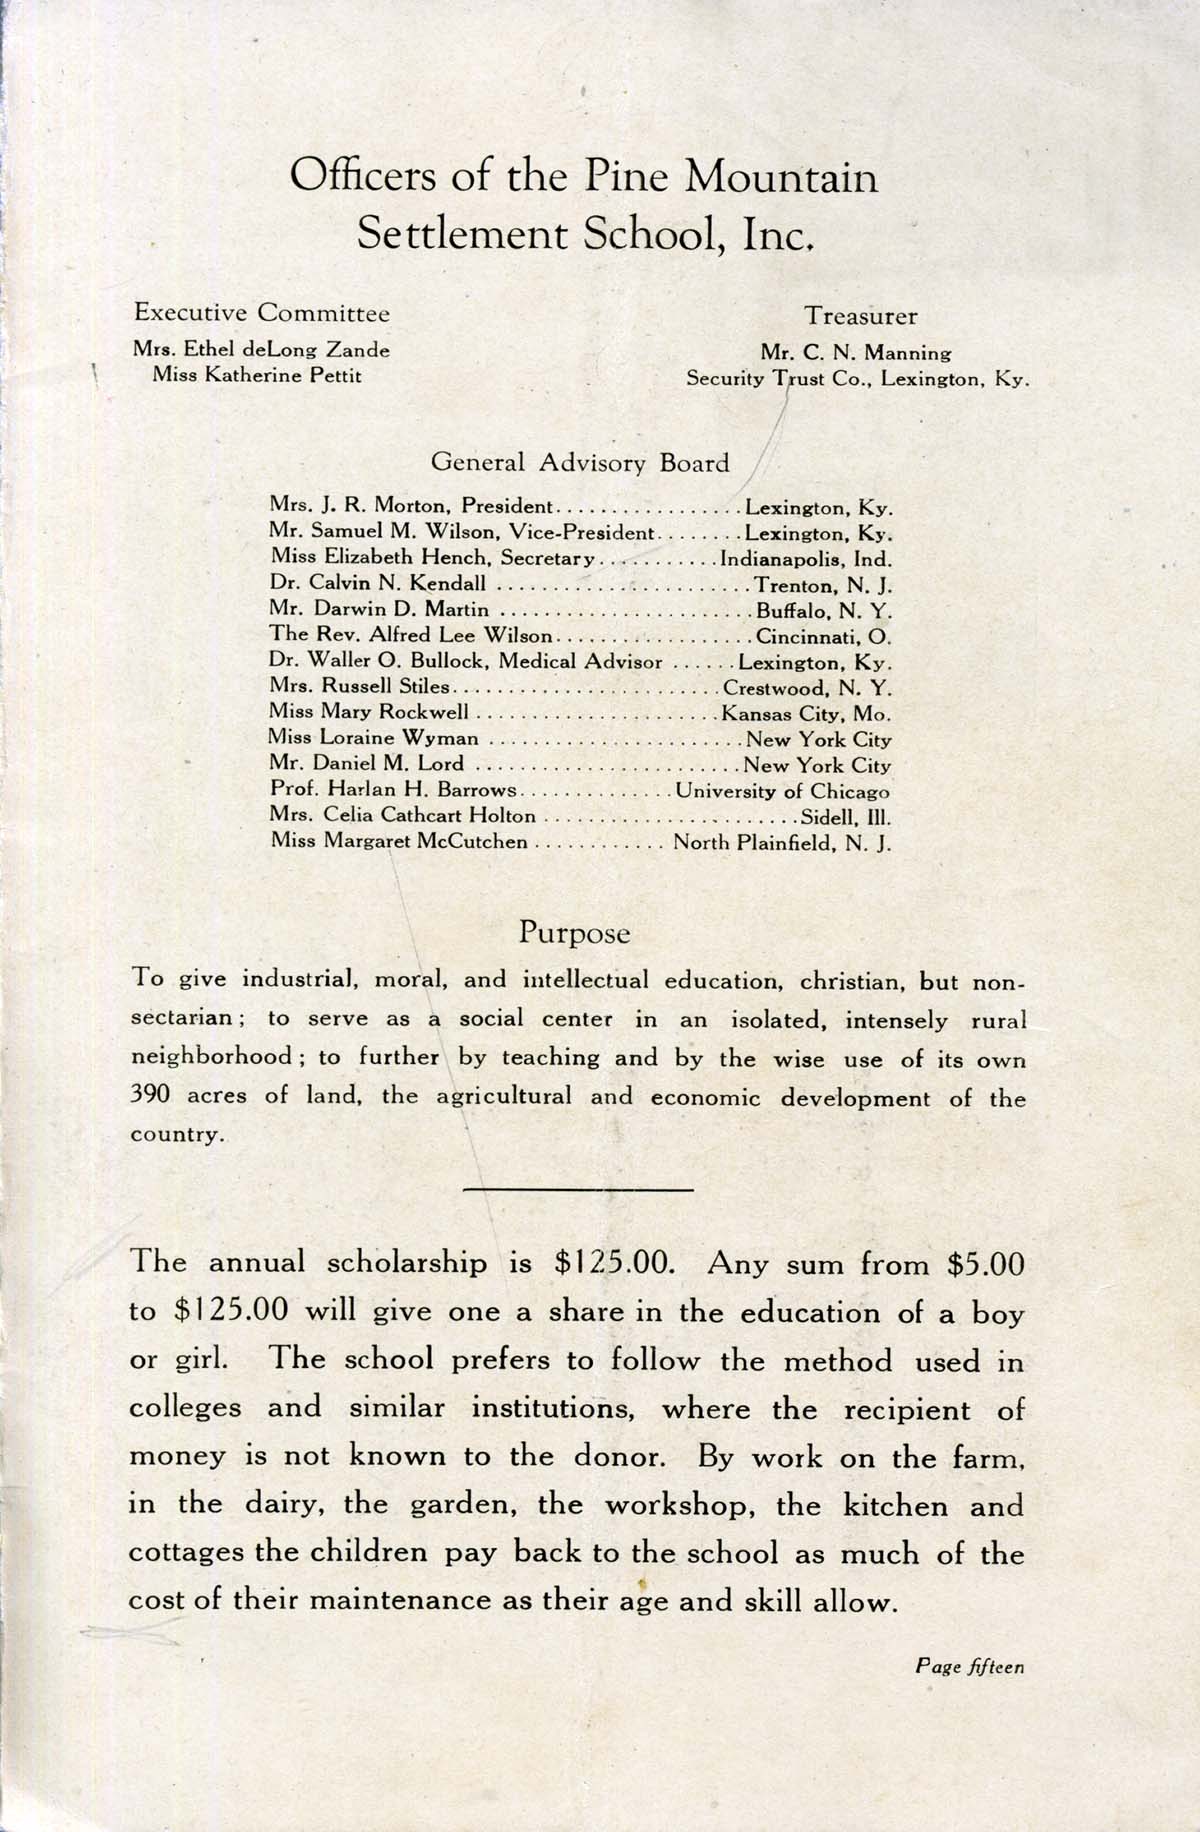 Officers of the Pine Mountain
Settlement School, Inc.
Executive Committee
Mrs. Ethel deLong Zande
Miss Katherine Pettit
Treasurer
Mr. C. N. Manning
Security Trust Co., Lexington, Ky.
General Advisory Board
Mrs. J. R. Morton, President.................Lexington, Ky.
Mr. Samuel M. Wilson, Vice-President........Lexington, Ky.
Miss Elizabeth Hench, Secretary...........Indianapolis, Ind.
Dr. Calvin N. Kendall .......................Trenton, N. J.
Mr. Darwin D. Martin .......................Buffalo, N. Y.
The Rev. Alfred Lee Wilson..................Cincinnati, O.
Dr. Waller O. Bullock, Medical Advisor ......Lexington, Ky.
Mrs. Russell Stiles........................Crestwood, N. Y.
Miss Mary Rockwell ......................Kansas City, Mo.
Miss Loraine Wyman .......................New York City
Mr. Daniel M. Lord ........................New York City
Prof. Harlan H. Barrows..............University of Chicago
Mrs. Celia Cathcart Holton .......................Sidell, Ill.
Miss Margaret McCutchen ............ North Plainfield, N. J.
Purpose
To give industrial, moral, and intellectual education, christian, but non-
sectarian; to serve as a social center in an isolated, intensely rural
neighborhood; to further by teaching and by the wise use of its own
390 acres of land, the agricultural and economic development of the
country.
The annual scholarship is $125.00. Any sum from $5.00
to $125.00 will give one a share in the education of a boy
or girl. The school prefers to follow the method used in
colleges and similar institutions, where the recipient of
money is not known to the donor. By work on the farm,
in the dairy, the garden, the workshop, the kitchen and
cottages the children pay back to the school as much of the
cost of their maintenance as their age and skill allow.
Page fifteen